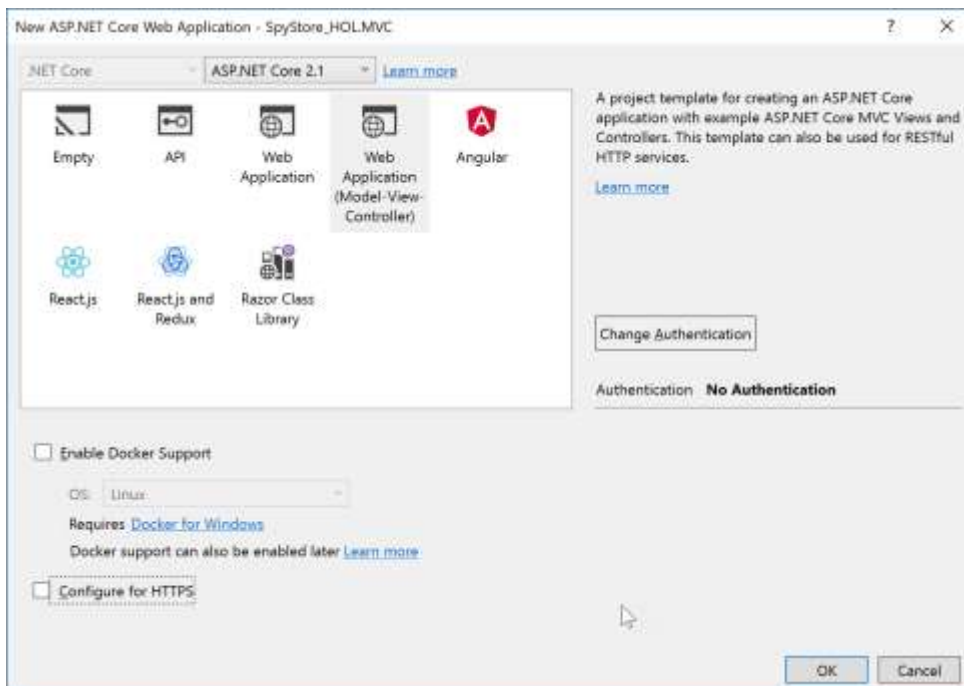 New ASP.NET Core Web Application - SpyStore_HOL.MVC
? X
.NET Core
ASP.NET Core 2.1
Learn more
Empty
API
Web
Application
Web
Application
(Model-View-
Controller)
Angular
React.js
React.js and
Redux
Razor Class
Library
A project template for creating an ASP.NET Core
application with example ASP.NET Core MVC Views and
Controllers. This template can also be used for RESTful
HTTP services.
Learn more
Change Authentication
Authentication No Authentication
Enable Docker Support
OS: Linux
Requires Docker for Windows
Docker support can also be enabled later Learn more
Configure for HTTPS
OK
Cancel